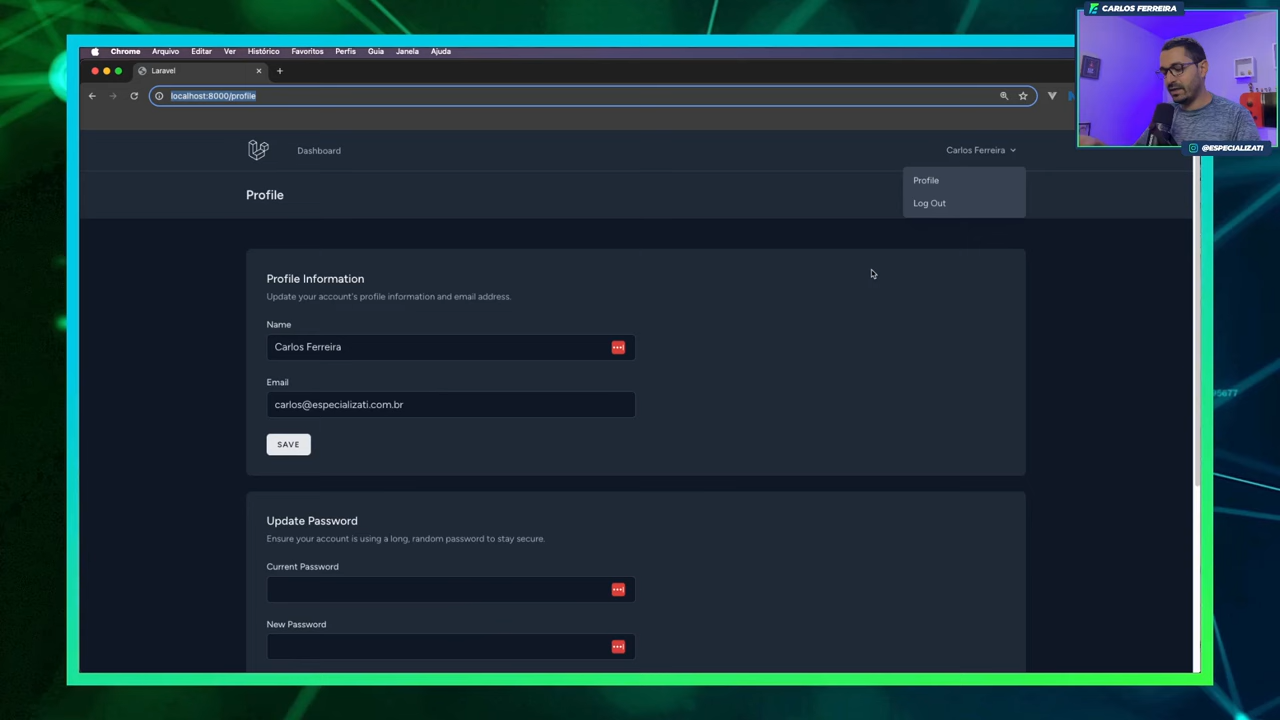 CARLOS FERREIRA
Chrome Arquivo Editar Ver Histórico Favoritos Perfis Guia Janela Ajuda
Laravel
localhost:8000/profile
@ESPECIALIZATI
Dashboard
Carlos Ferreira
Profile
Log Out
Profile
Profile Information
Update your account's profile information and email address.
Name
Carlos Ferreira
Email
carlos@especializati.com.br
SAVE
Update Password
Ensure your account is using a long, random password to stay secure.
Current Password
New Password